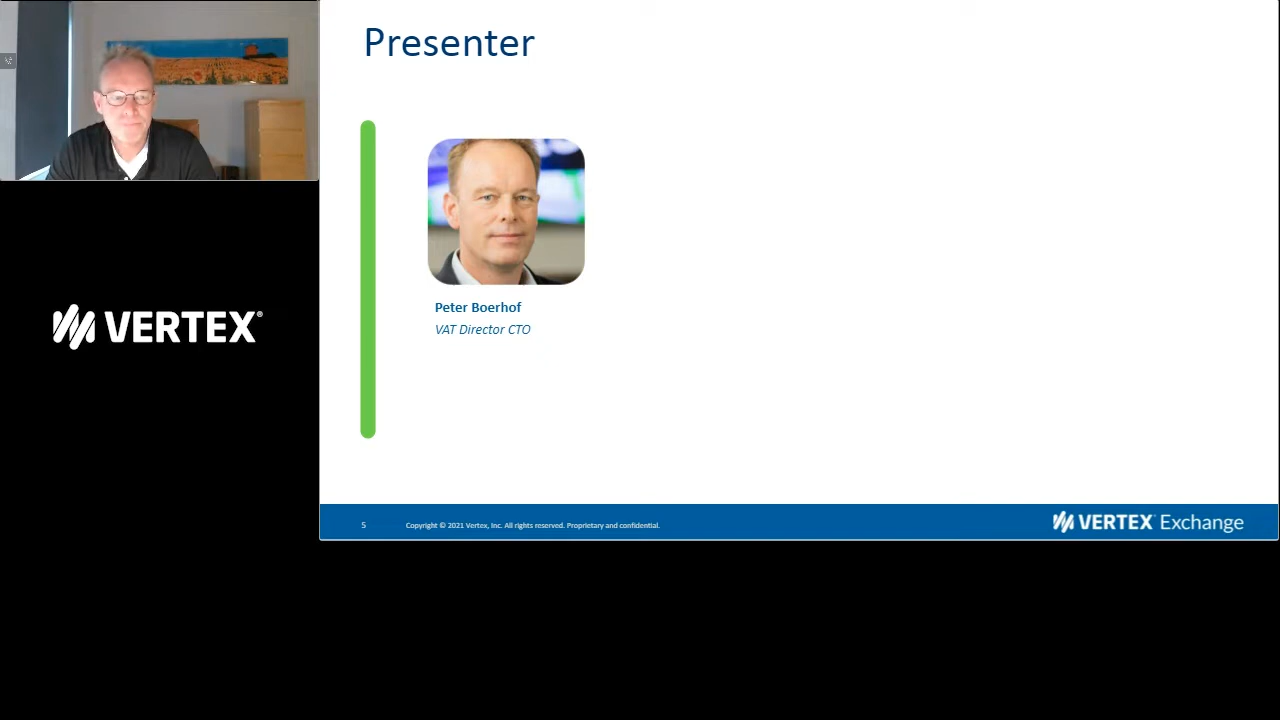 Presenter
Peter Boerhof
VAT Director CTO
VERTEX®
5
Copyright © 2021 Vertex, Inc. All rights reserved. Proprietary and confidential.
VERTEX Exchange